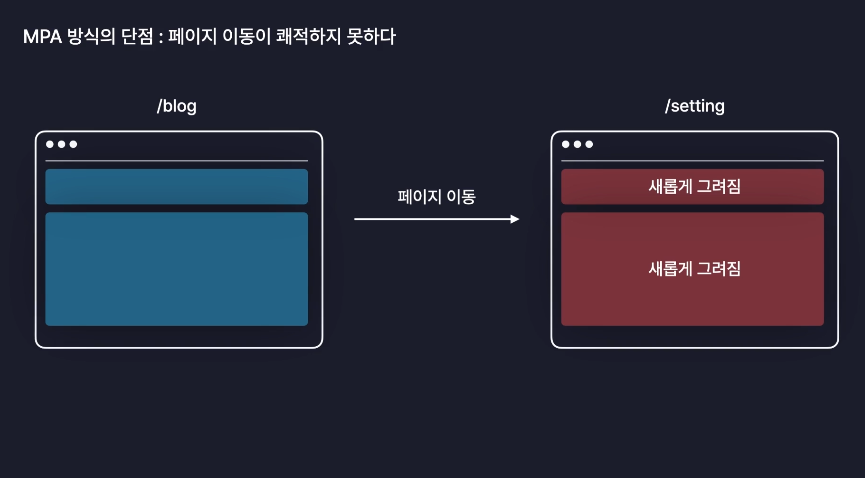 MPA 방식의 단점 : 페이지 이동이 쾌적하지 못하다
/blog
/setting
페이지 이동
새롭게 그려짐
새롭게 그려짐